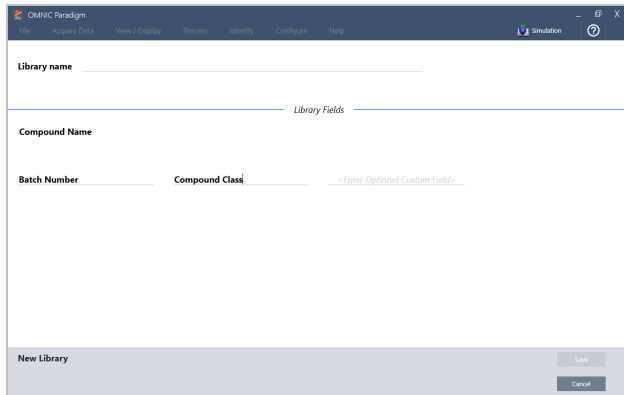 OMNIC Paradigm
File Acquire Data View / Display Process Identify Configure Help Simulation
Library name
Library Fields
Compound Name
Batch Number Compound Class <Enter Optional Custom Field>
New Library Save
Cancel